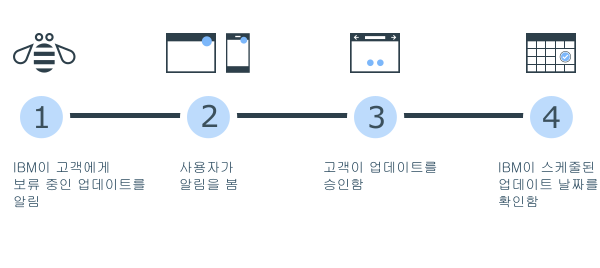 1
2
3
4
IBM이 고객에게
보류 중인 업데이트를
알림
사용자가
알림을 봄
고객이 업데이트를
승인함
IBM이 스케줄된
업데이트 날짜를
확인함